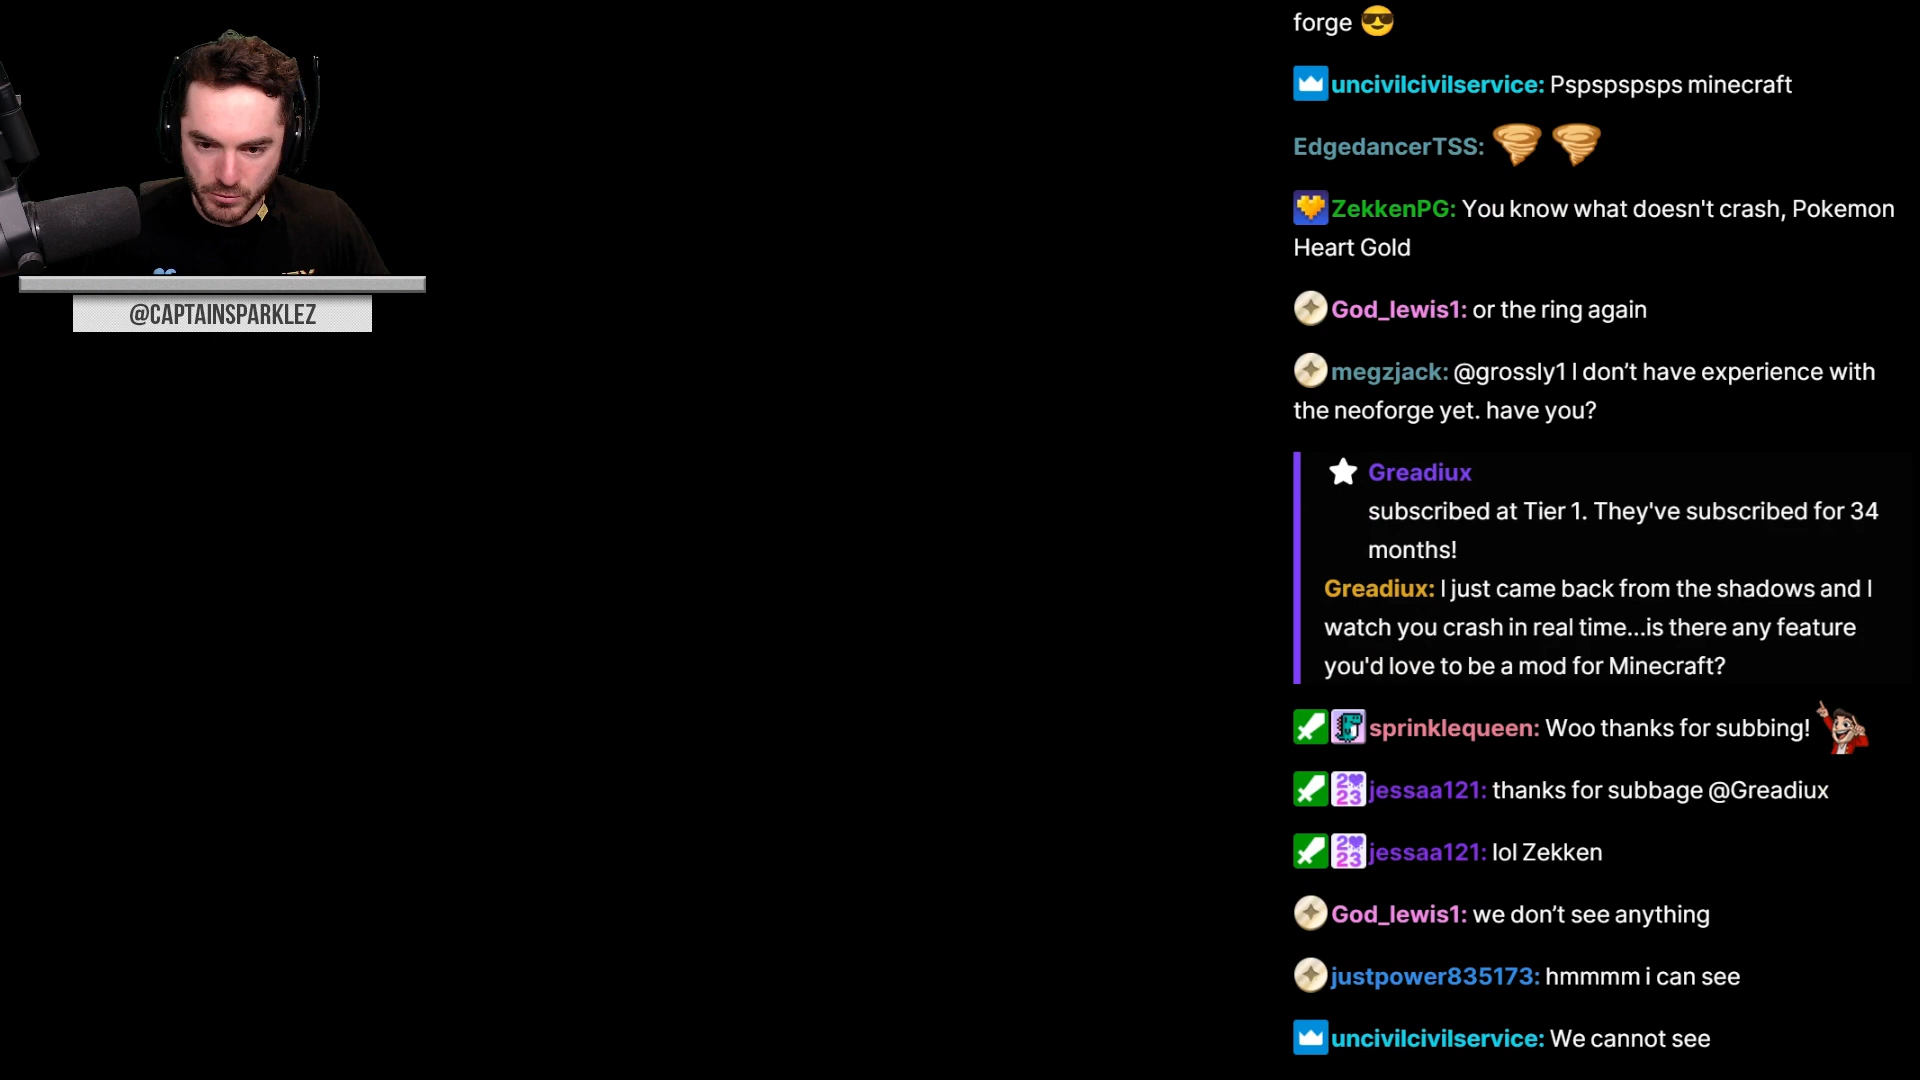 @CAPTAINSPARKLEZ
forge 😎
uncivilcivilservice: Pspspspsps minecraft
EdgedancerTSS:
ZekkenPG: You know what doesn't crash, Pokemon
Heart Gold
God_lewis1: or the ring again
megzjack: @grossly1 I don’t have experience with
the neoforge yet. have you?
Greadiux
subscribed at Tier 1. They've subscribed for 34
months!
Greadiux: I just came back from the shadows and I
watch you crash in real time...is there any feature
you'd love to be a mod for Minecraft?
sprinklequeen: Woo thanks for subbing!
2023 jessaa121: thanks for subbage @Greadiux
2023 jessaa121: lol Zekken
God_lewis1: we don’t see anything
justpower835173: hmmmm i can see
uncivilcivilservice: We cannot see